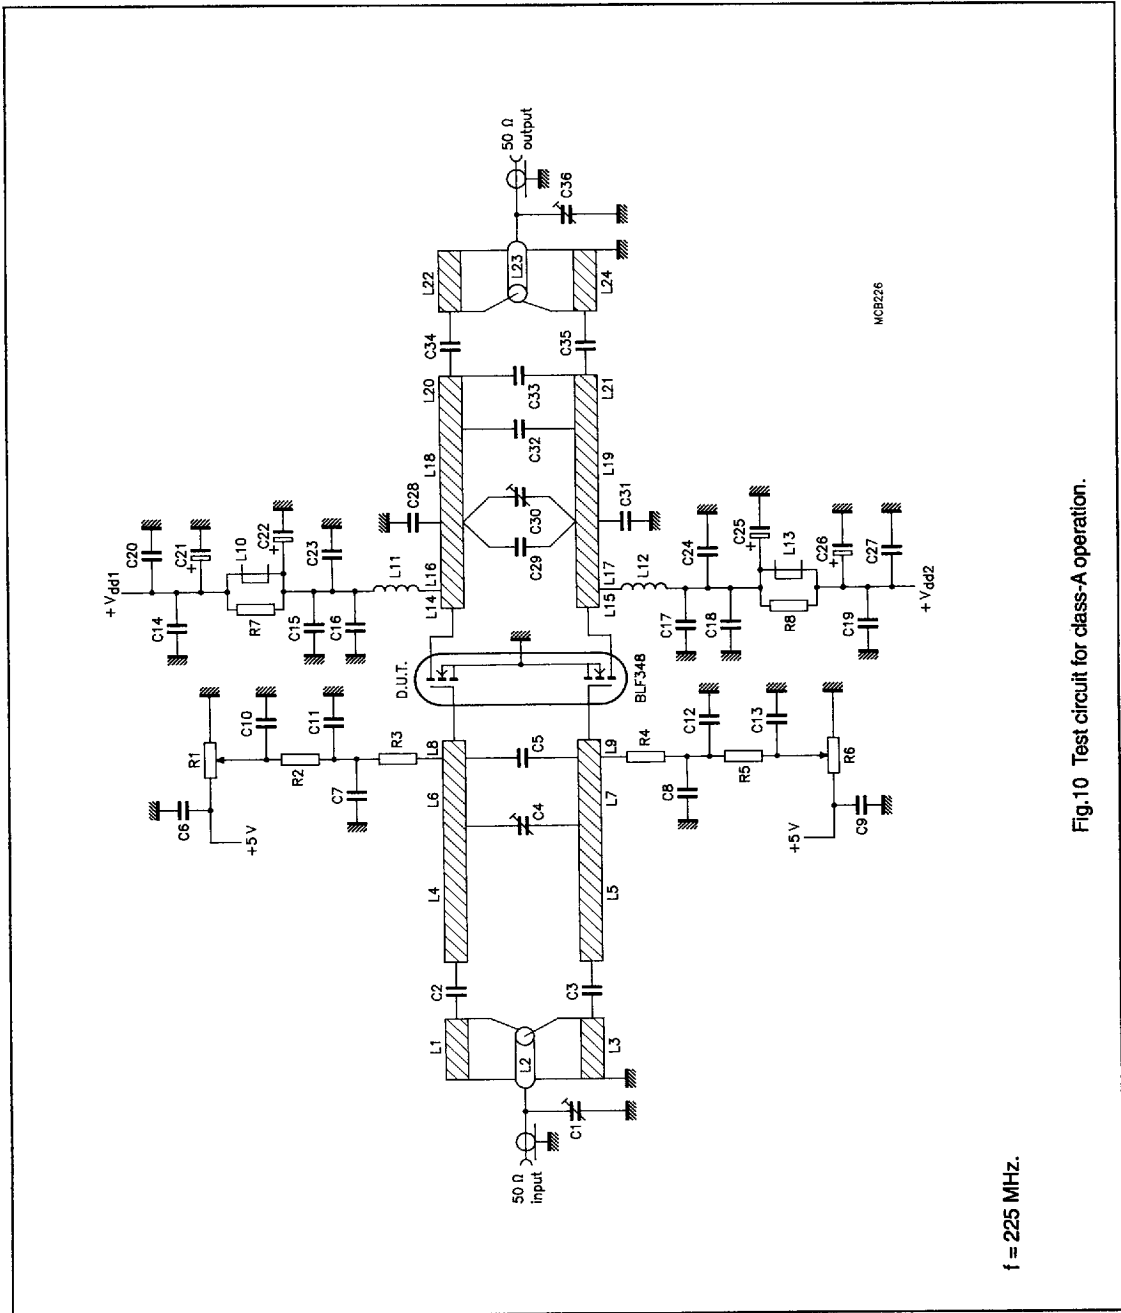 50 Ω
output
C36
L22
L23
L24
C34
C35
MCB226
L20
C33
L21
C32
L18
L19
C28
C30
C31
C29
+Vdd1
C20
C21
+
L10
C22
+
C23
L11
L16
C14
R7
C15
C16
L14
L17
L12
C24
C25
+
L13
C26
+
C27
L15
C17
C18
R8
C19
+Vdd2
D.U.T.
BLF348
R1
C10
C11
R2
R3
L8
C5
L9
R4
C12
C13
R5
R6
C6
C7
L6
C4
L7
C8
C9
+5 V
+5 V
L4
L5
C2
C3
L1
L2
L3
C1
50 Ω
input
Fig.10 Test circuit for class-A operation.
f = 225 MHz.